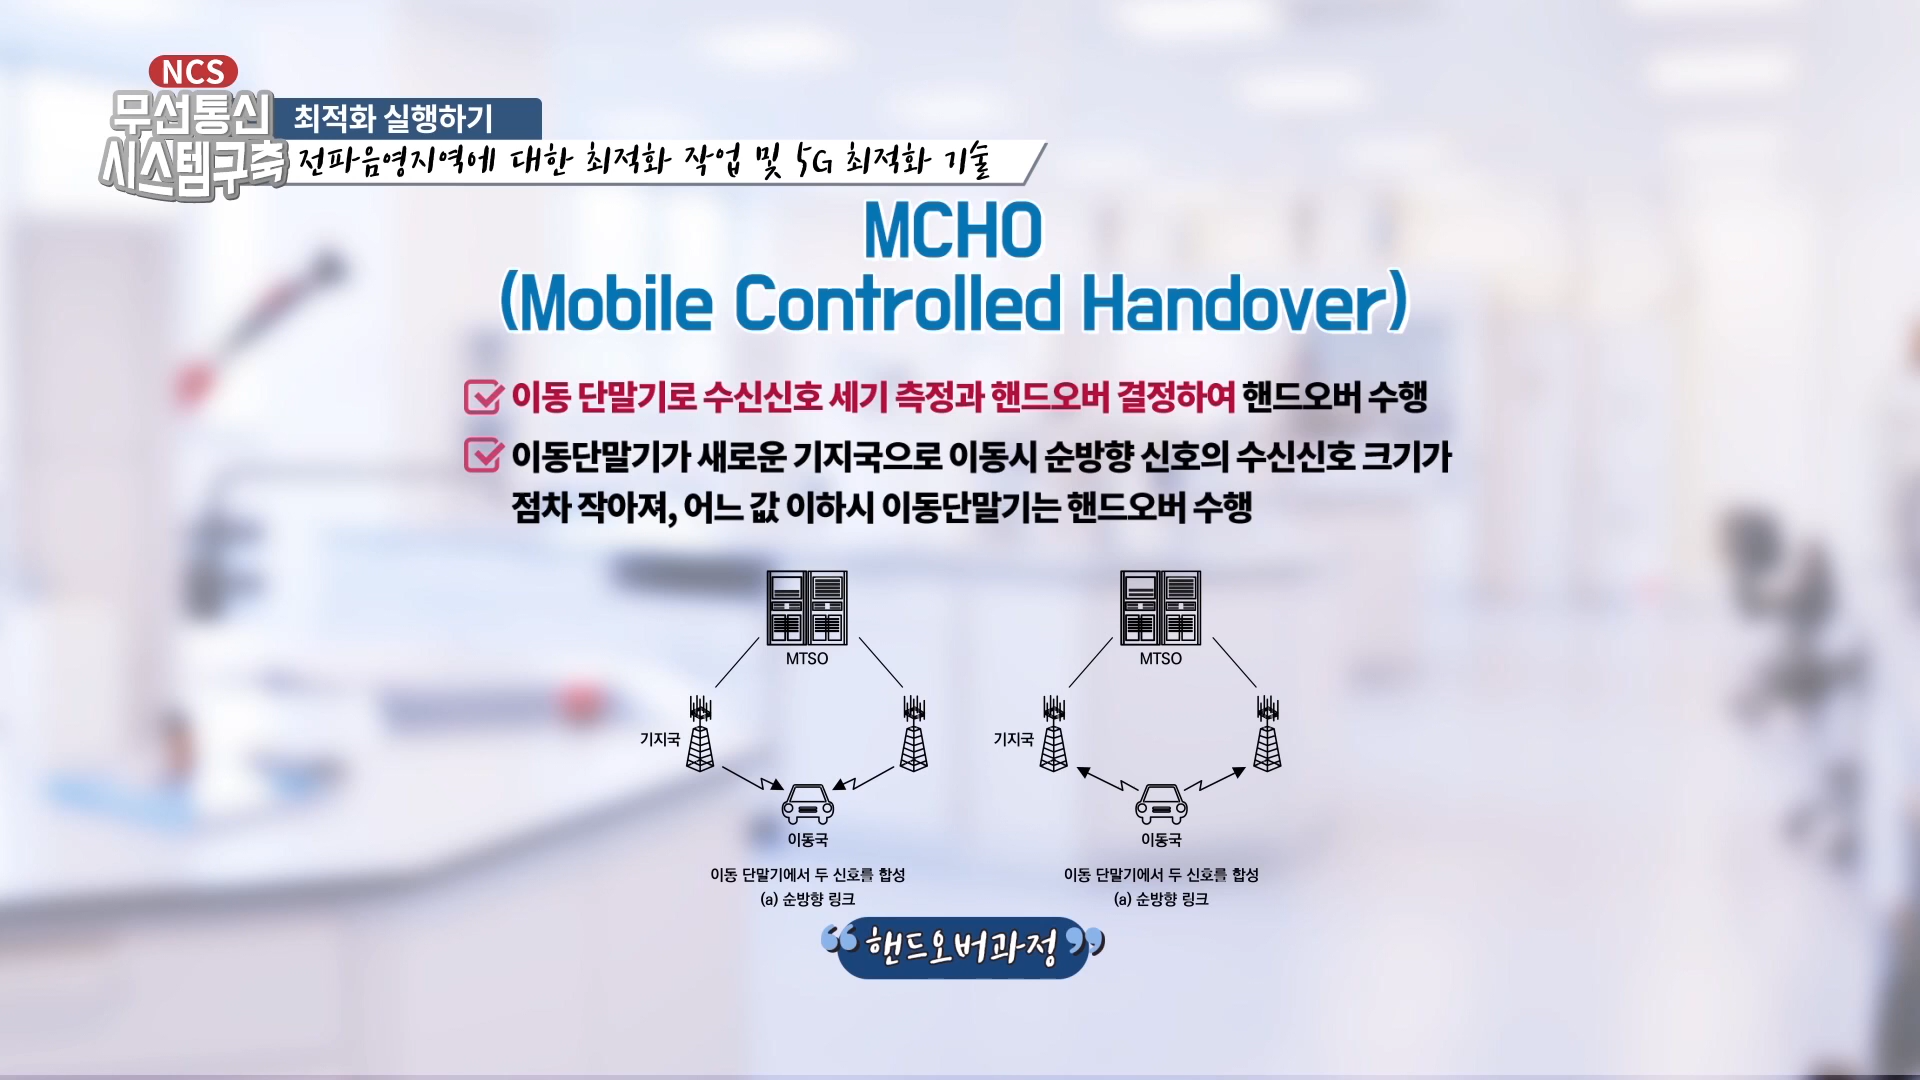 NCS
무선통신
시스템구축
최적화 실행하기
전파음영지역에 대한 최적화 작업 및 5G 최적화 기술
MCHO
(Mobile Controlled Handover)
이동 단말기로 수신신호 세기 측정과 핸드오버 결정하여 핸드오버 수행
이동단말기가 새로운 기지국으로 이동시 순방향 신호의 수신신호 크기가
점차 작아져, 어느 값 이하시 이동단말기는 핸드오버 수행
MTSO
기지국
이동국
이동 단말기에서 두 신호를 합성
(a) 순방향 링크
MTSO
기지국
이동국
이동 단말기에서 두 신호를 합성
(a) 순방향 링크
“핸드오버과정”